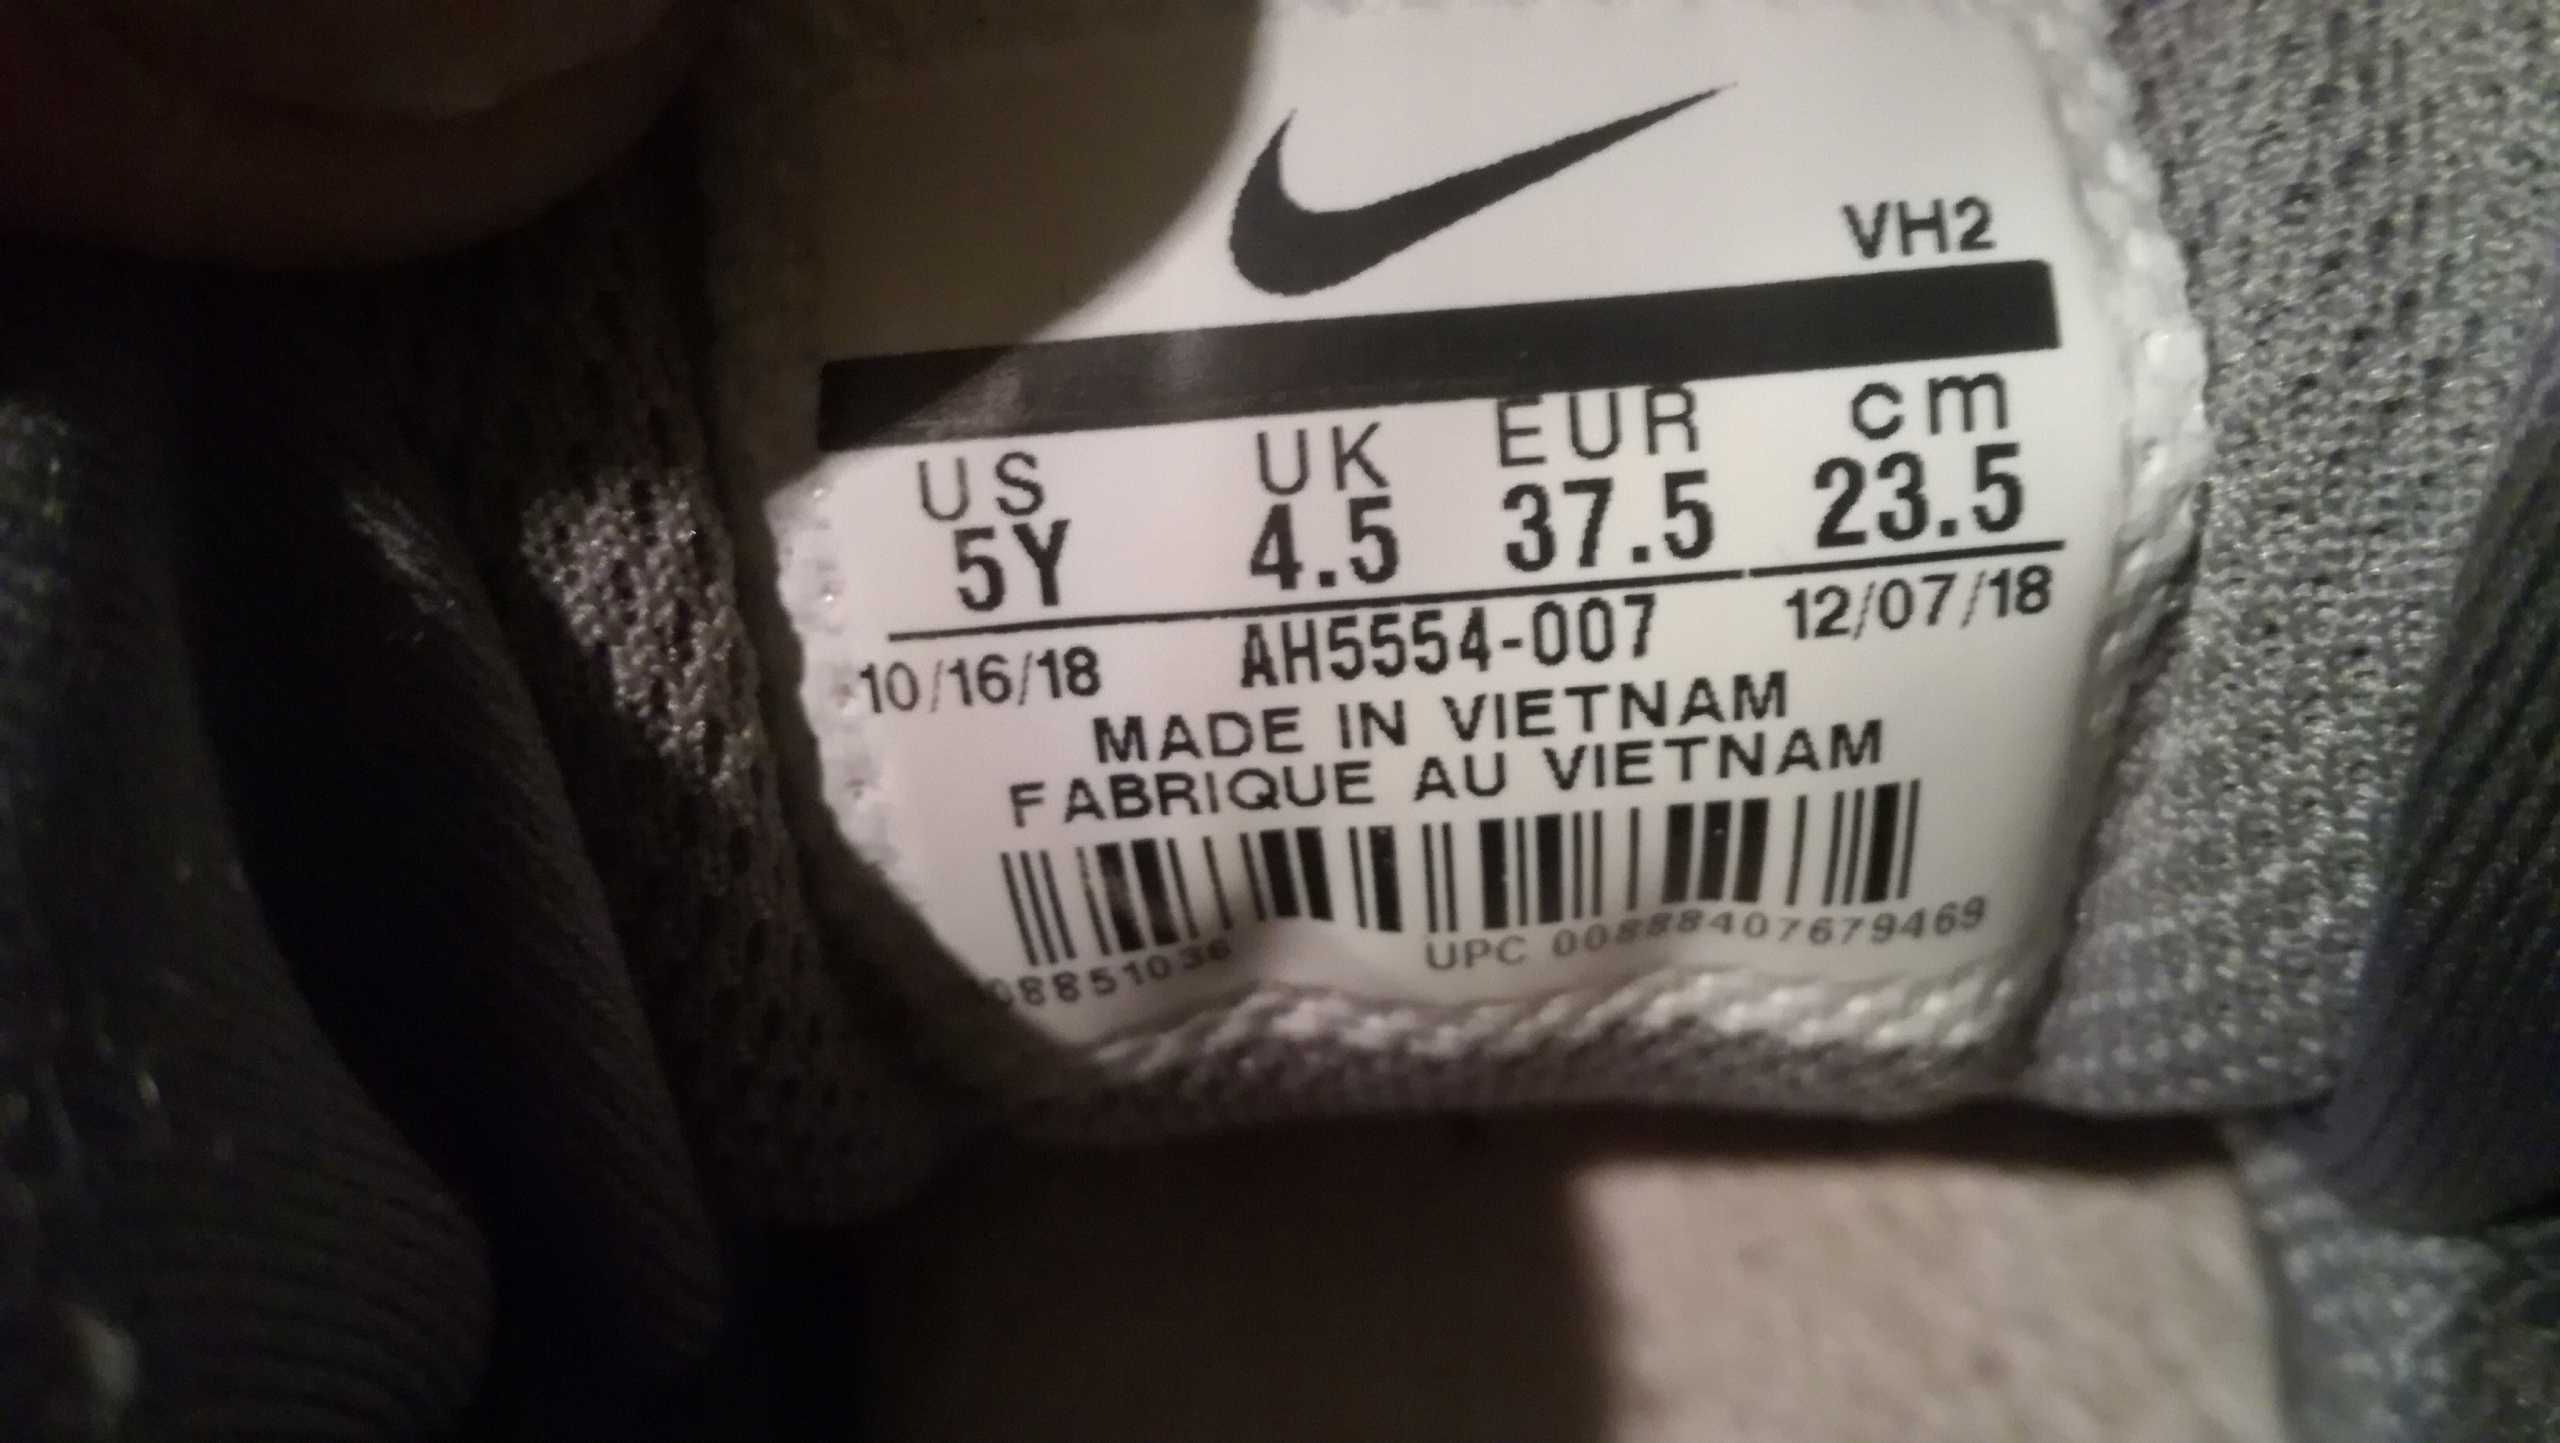 VH2
US UK EUR cm
5Y 4.5 37.5 23.5
10/16/18 AH5554-007 12/07/18
MADE IN VIETNAM
FABRIQUE AU VIETNAM
UPC 00888407679469